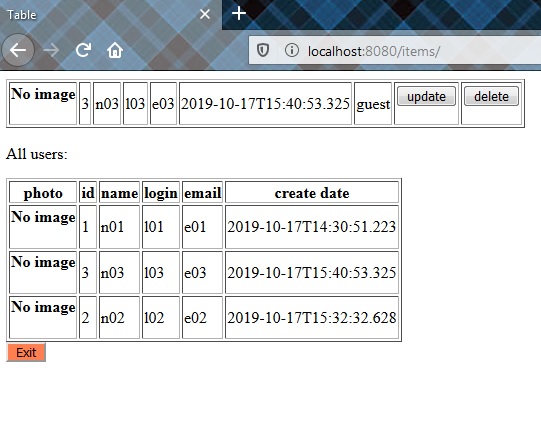 Table
localhost:8080/items/
No image 3 n03 l03 e03 2019-10-17T15:40:53.325 guest update delete
All users:
photo id name login email create date
No image 1 n01 l01 e01 2019-10-17T14:30:51.223
No image 3 n03 l03 e03 2019-10-17T15:40:53.325
No image 2 n02 l02 e02 2019-10-17T15:32:32.628
Exit